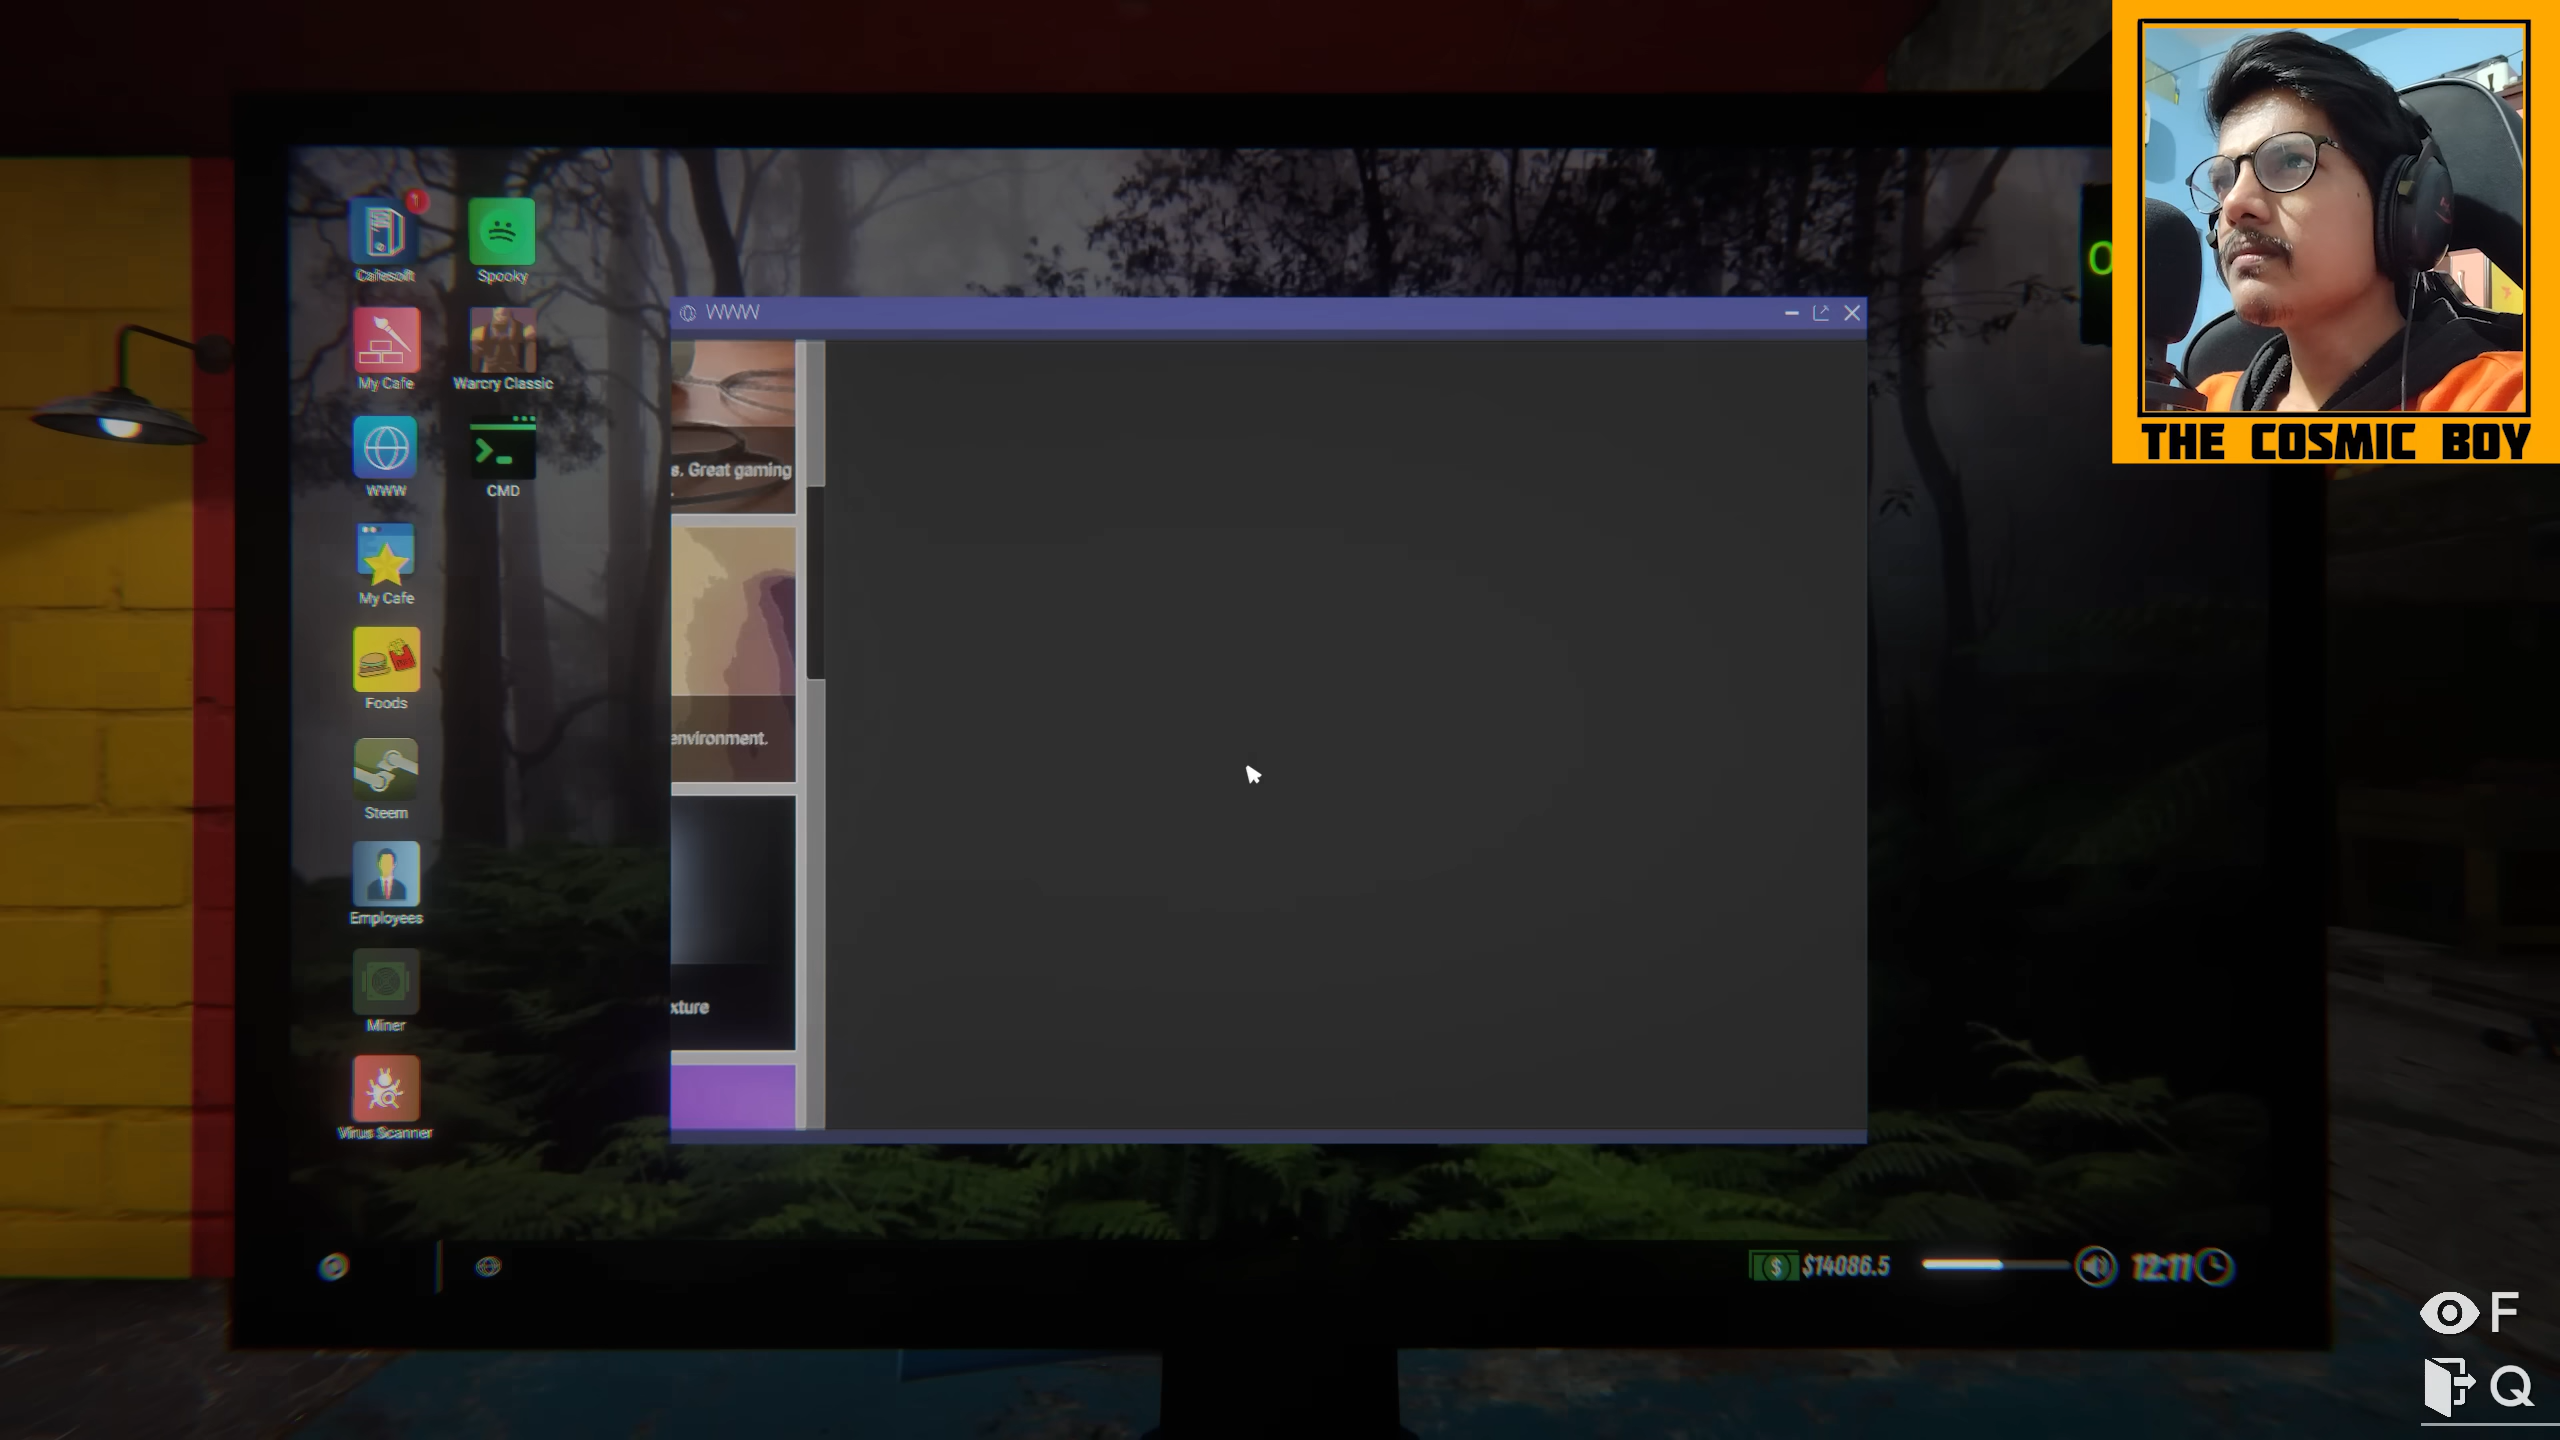 Cafesoft
Spooky
My Cafe
Warcry Classic
WWW
CMD
My Cafe
Foods
Steem
Employees
Miner
Virus Scanner
WWW
s. Great gaming
environment.
xture
$14086.5
12:11
THE COSMIC BOY
F
Q